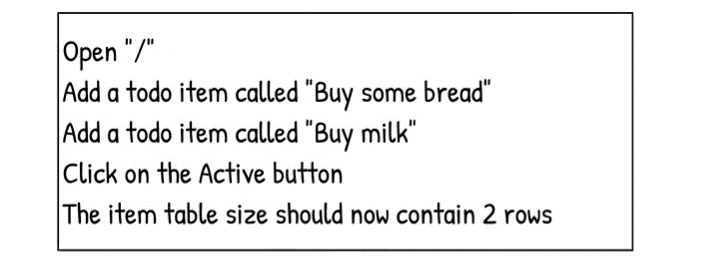 Open "/"
Add a todo item called "Buy some bread"
Add a todo item called "Buy milk"
Click on the Active button
The item table size should now contain 2 rows